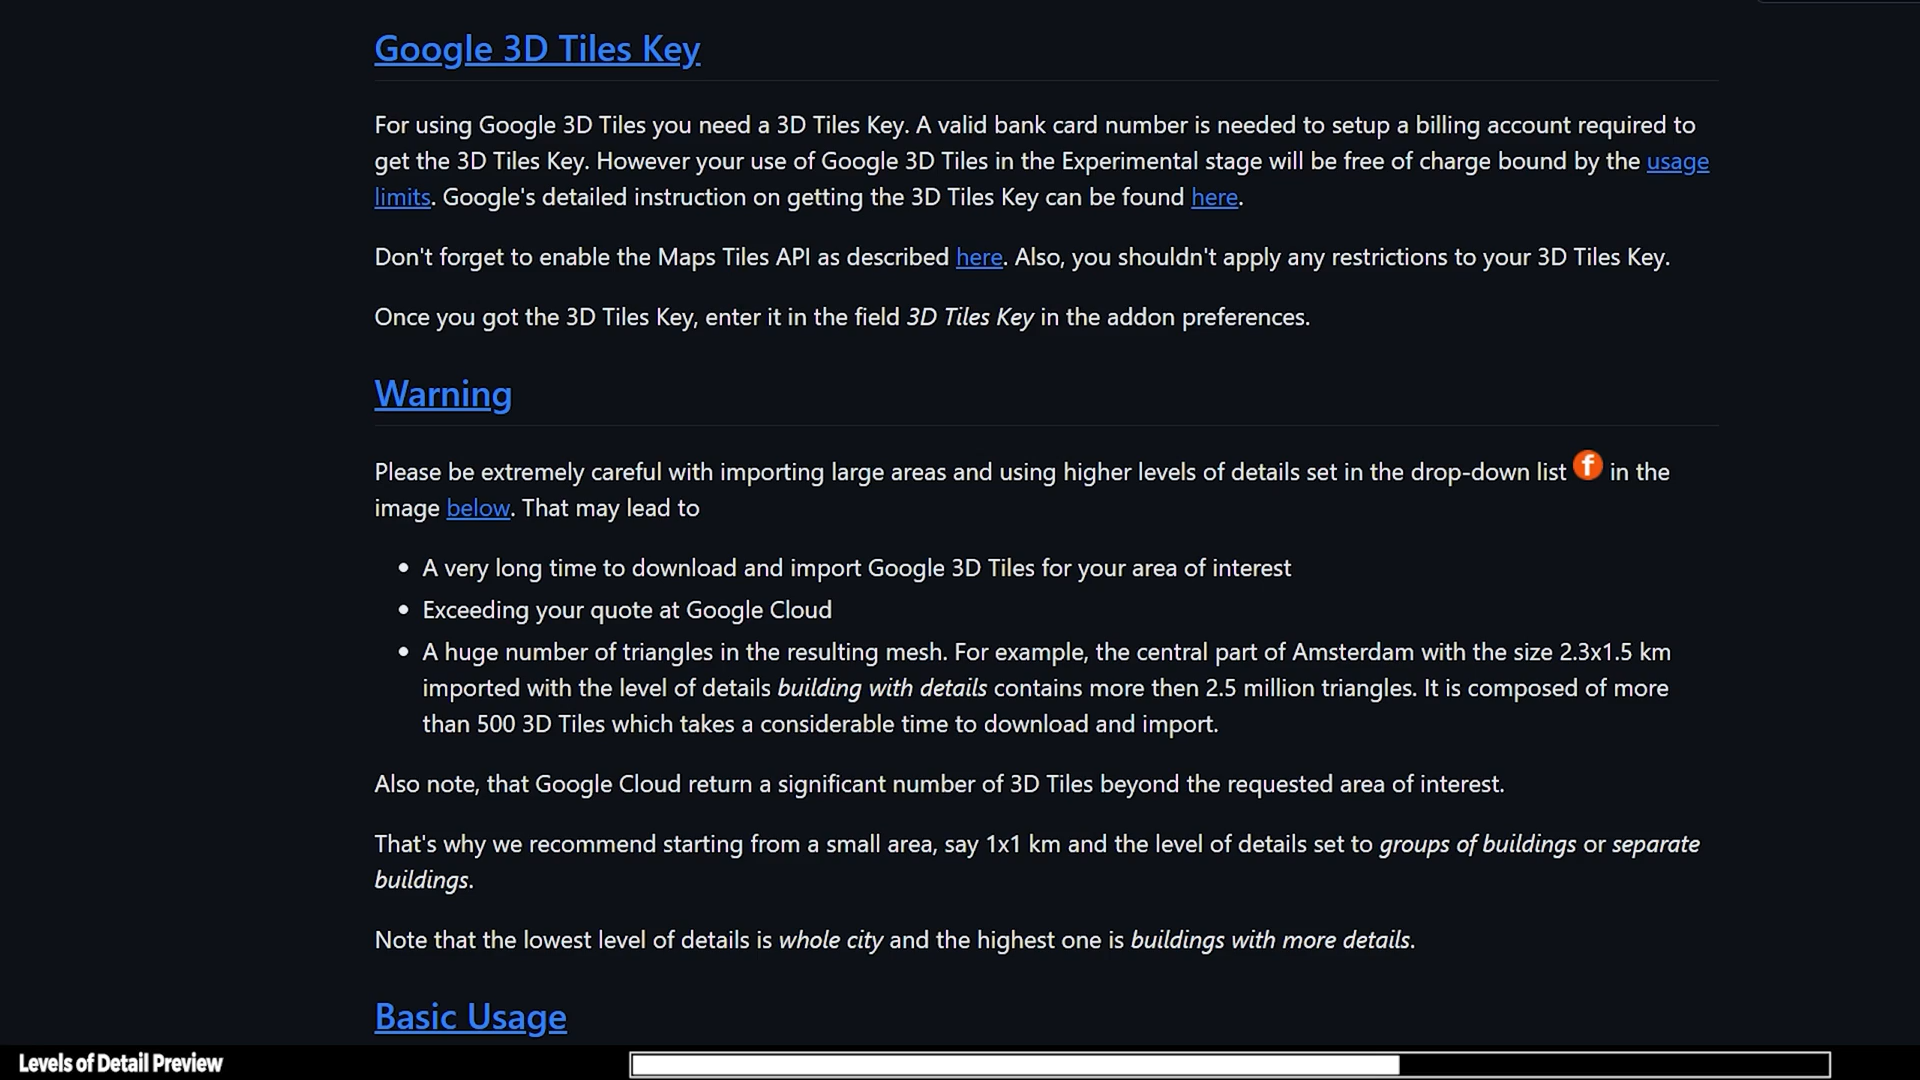 Google 3D Tiles Key
For using Google 3D Tiles you need a 3D Tiles Key. A valid bank card number is needed to setup a billing account required to
get the 3D Tiles Key. However your use of Google 3D Tiles in the Experimental stage will be free of charge bound by the usage
limits. Google's detailed instruction on getting the 3D Tiles Key can be found here.
Don't forget to enable the Maps Tiles API as described here. Also, you shouldn't apply any restrictions to your 3D Tiles Key.
Once you got the 3D Tiles Key, enter it in the field 3D Tiles Key in the addon preferences.
Warning
Please be extremely careful with importing large areas and using higher levels of details set in the drop-down list f in the
image below. That may lead to
• A very long time to download and import Google 3D Tiles for your area of interest
• Exceeding your quote at Google Cloud
• A huge number of triangles in the resulting mesh. For example, the central part of Amsterdam with the size 2.3x1.5 km
imported with the level of details building with details contains more then 2.5 million triangles. It is composed of more
than 500 3D Tiles which takes a considerable time to download and import.
Also note, that Google Cloud return a significant number of 3D Tiles beyond the requested area of interest.
That's why we recommend starting from a small area, say 1x1 km and the level of details set to groups of buildings or separate
buildings.
Note that the lowest level of details is whole city and the highest one is buildings with more details.
Basic Usage
Levels of Detail Preview